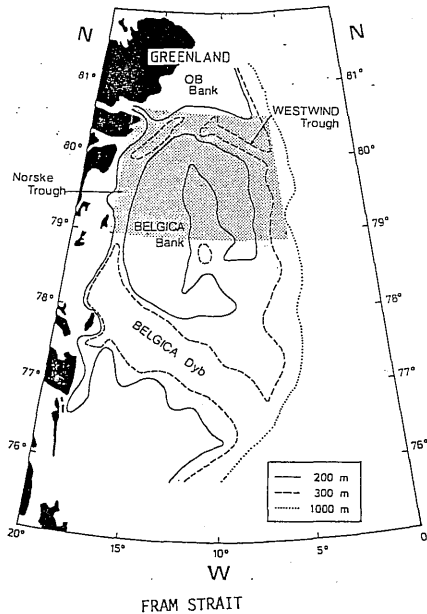 N
N
GREENLAND
OB
Bank
81°
81°
WESTWIND
Trough
80°
80°
Norske
Trough
79°
79°
BELGICA
Bank
78°
78°
BELGICA Dyb
77°
77°
76°
76°
200 m
300 m
1000 m
20°
15°
10°
5°
0
W
FRAM STRAIT